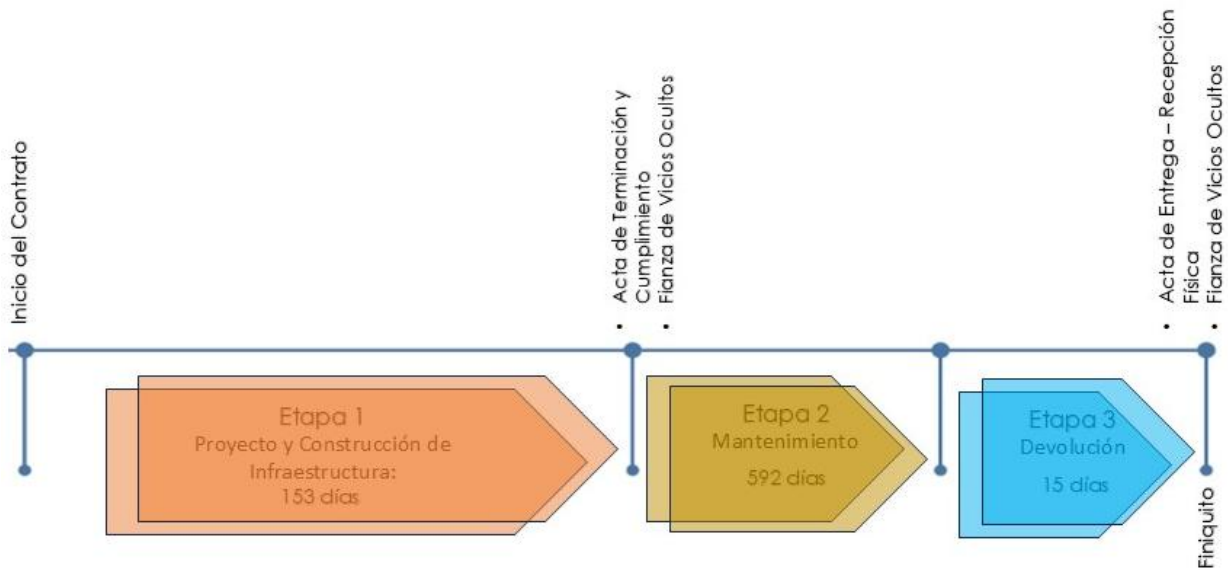 Inicio del Contrato
• Acta de Terminación y
Cumplimiento
• Fianza de Vicios Ocultos
• Acta de Entrega – Recepción
Física
• Fianza de Vicios Ocultos
Etapa 1
Proyecto y Construcción de
Infraestructura:
153 días
Etapa 2
Mantenimiento
592 días
Etapa 3
Devolución
15 días
Finiquito